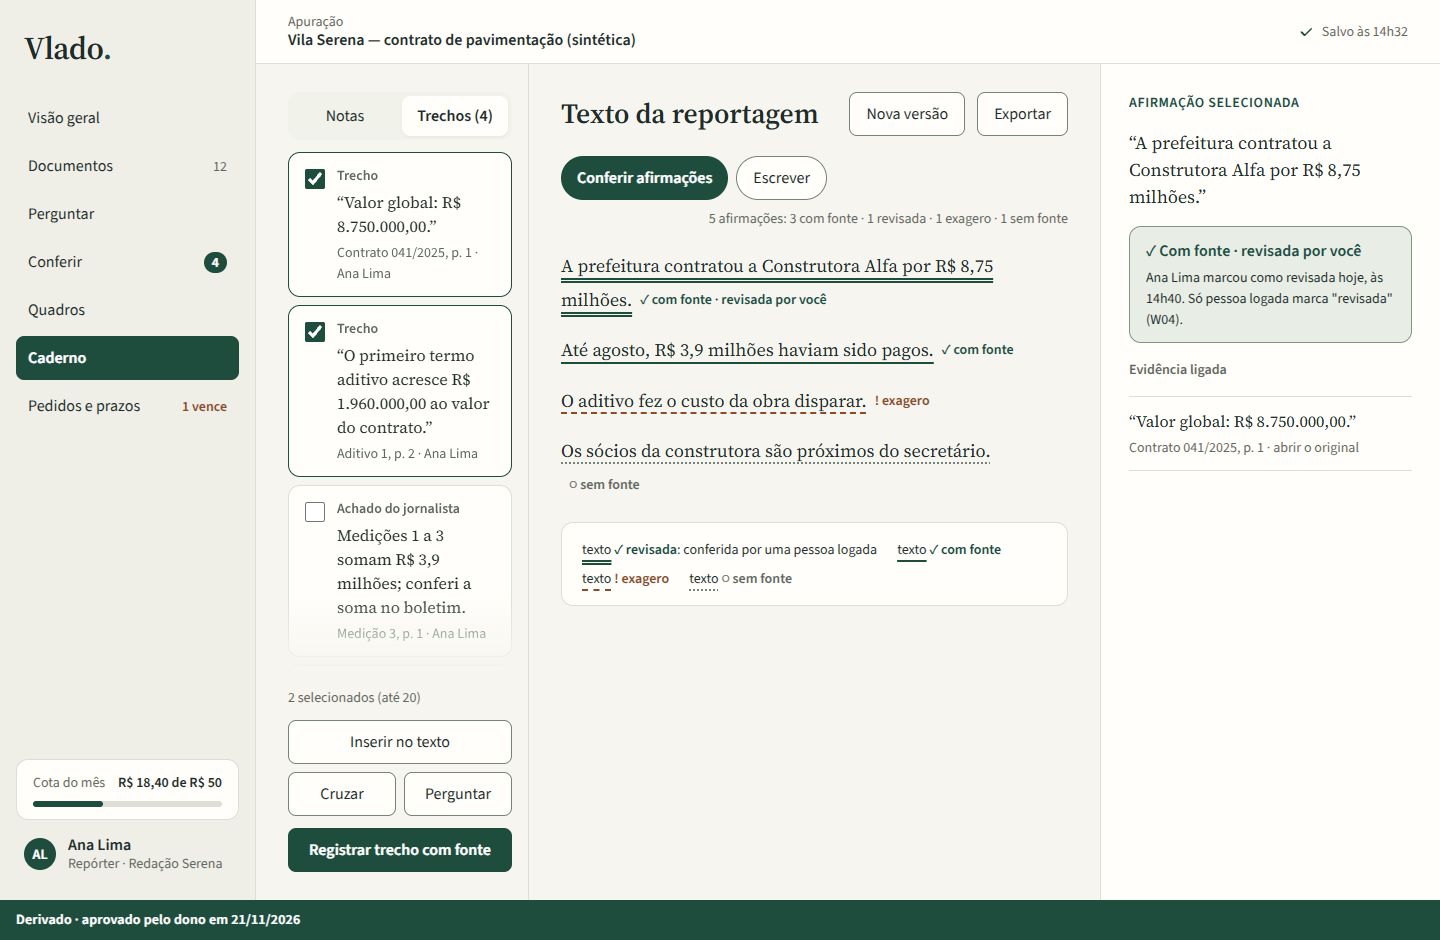 Vlado.
Visão geral
Documentos 12
Perguntar
Conferir 4
Quadros
Caderno
Pedidos e prazos 1 vence
Cota do mês R$ 18,40 de R$ 50
AL
Ana Lima
Repórter · Redação Serena
Apuração
Vila Serena — contrato de pavimentação (sintética)
✓ Salvo às 14h32
Notas
Trechos (4)
Trecho
“Valor global: R$
8.750.000,00.”
Contrato 041/2025, p. 1 ·
Ana Lima
Trecho
“O primeiro termo
aditivo acresce R$
1.960.000,00 ao valor
do contrato.”
Aditivo 1, p. 2 · Ana Lima
Achado do jornalista
Medições 1 a 3
somam R$ 3,9
milhões; conferi a
soma no boletim.
Medição 3, p. 1 · Ana Lima
2 selecionados (até 20)
Inserir no texto
Cruzar
Perguntar
Registrar trecho com fonte
Texto da reportagem
Nova versão
Exportar
Conferir afirmações
Escrever
5 afirmações: 3 com fonte · 1 revisada · 1 exagero · 1 sem fonte
A prefeitura contratou a Construtora Alfa por R$ 8,75
milhões. ✓ com fonte · revisada por você
Até agosto, R$ 3,9 milhões haviam sido pagos. ✓ com fonte
O aditivo fez o custo da obra disparar. ! exagero
Os sócios da construtora são próximos do secretário.
○ sem fonte
texto ✓ revisada: conferida por uma pessoa logada texto ✓ com fonte
texto ! exagero texto ○ sem fonte
AFIRMAÇÃO SELECIONADA
“A prefeitura contratou a
Construtora Alfa por R$ 8,75
milhões.”
✓ Com fonte · revisada por você
Ana Lima marcou como revisada hoje, às
14h40. Só pessoa logada marca "revisada"
(W04).
Evidência ligada
“Valor global: R$ 8.750.000,00.”
Contrato 041/2025, p. 1 · abrir o original
Derivado · aprovado pelo dono em 21/11/2026